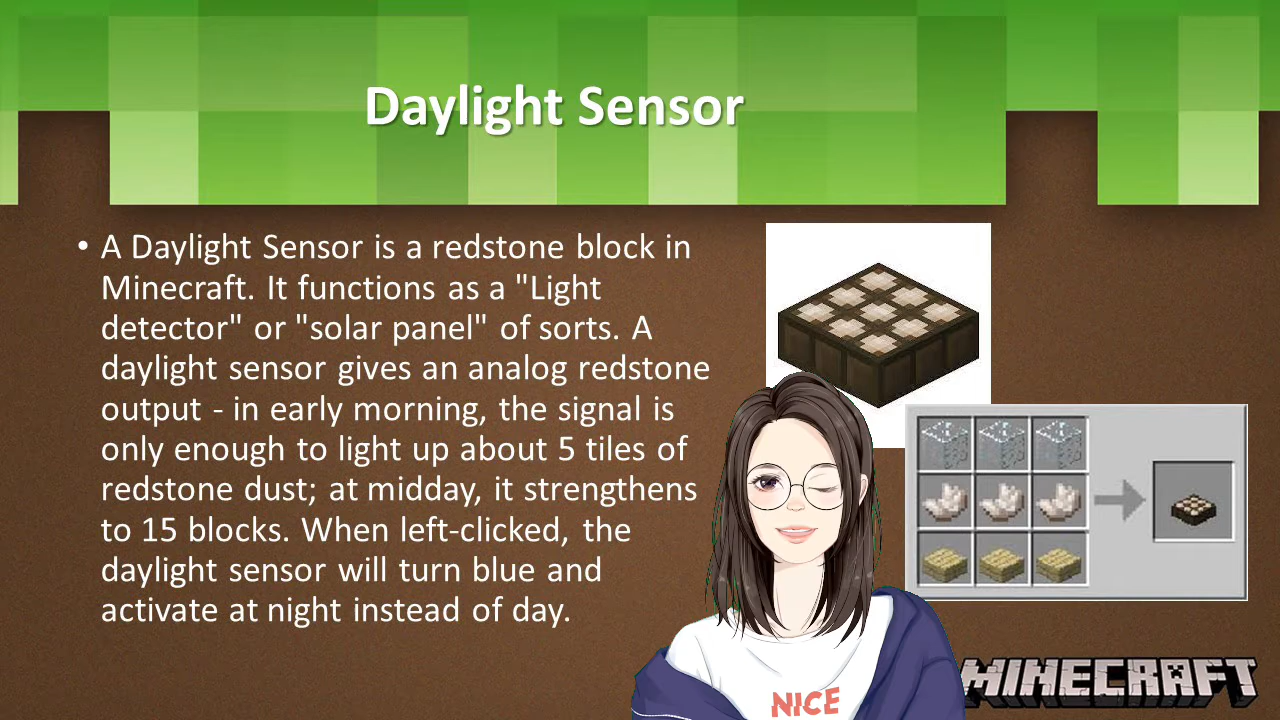 Daylight Sensor
• A Daylight Sensor is a redstone block in
Minecraft. It functions as a "Light
detector" or "solar panel" of sorts. A
daylight sensor gives an analog redstone
output - in early morning, the signal is
only enough to light up about 5 tiles of
redstone dust; at midday, it strengthens
to 15 blocks. When left-clicked, the
daylight sensor will turn blue and
activate at night instead of day.
NICE
MINECRAFT